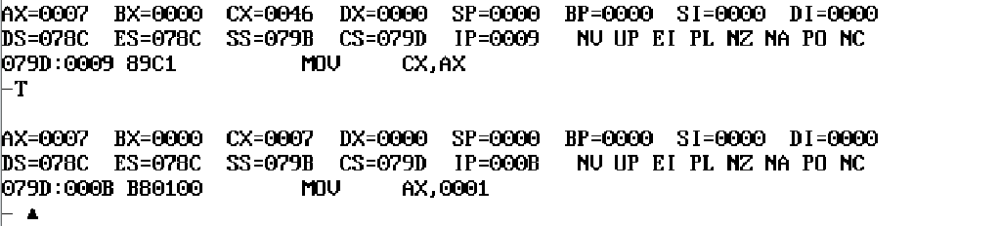 AX=0007  BX=0000  CX=0046  DX=0000  SP=0000  BP=0000  SI=0000  DI=0000
DS=078C  ES=078C  SS=079B  CS=079D  IP=0009   NV UP EI PL NZ NA PO NC
079D:0009 89C1          MOV     CX,AX
-T

AX=0007  BX=0000  CX=0007  DX=0000  SP=0000  BP=0000  SI=0000  DI=0000
DS=078C  ES=078C  SS=079B  CS=079D  IP=000B   NV UP EI PL NZ NA PO NC
079D:000B B80100        MOV     AX,0001
- ▲